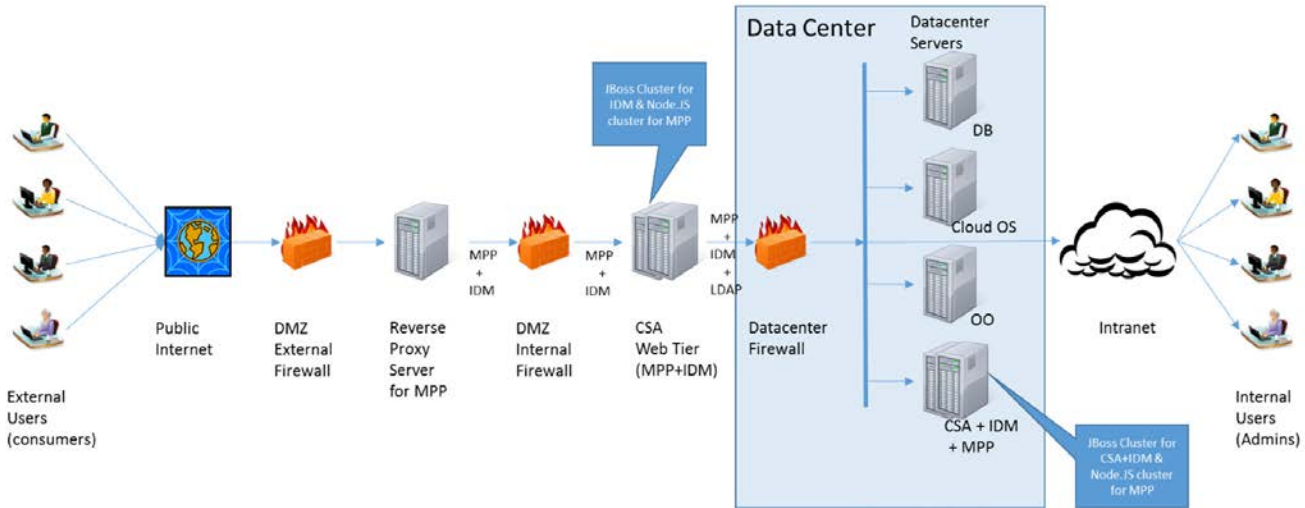 Data Center
Datacenter
Servers
JBoss Cluster for
IDM & Node.JS
cluster for MPP
DB
Cloud OS
MPP
+
IDM
MPP
+
IDM
MPP
+
IDM
+
LDAP
OO
Public
Internet
DMZ
External
Firewall
Reverse
Proxy
Server
for MPP
DMZ
Internal
Firewall
CSA
Web Tier
(MPP+IDM)
Datacenter
Firewall
Intranet
External
Users
(consumers)
CSA + IDM
+ MPP
JBoss Cluster for
CSA+IDM &
Node.JS cluster
for MPP
Internal
Users
(Admins)